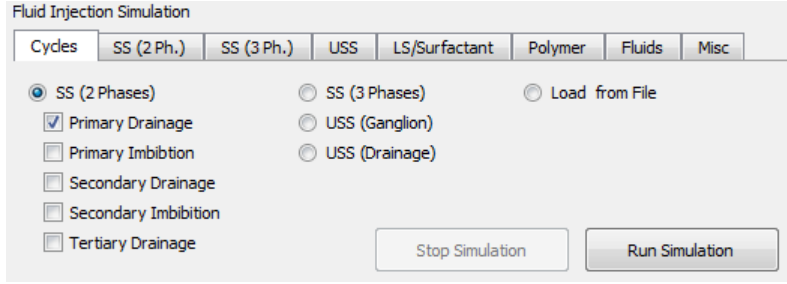 Fluid Injection Simulation
Cycles SS (2 Ph.) SS (3 Ph.) USS LS/Surfactant Polymer Fluids Misc
SS (2 Phases) SS (3 Phases) Load from File
Primary Drainage USS (Ganglion)
Primary Imbibtion USS (Drainage)
Secondary Drainage
Secondary Imbibition
Tertiary Drainage Stop Simulation Run Simulation